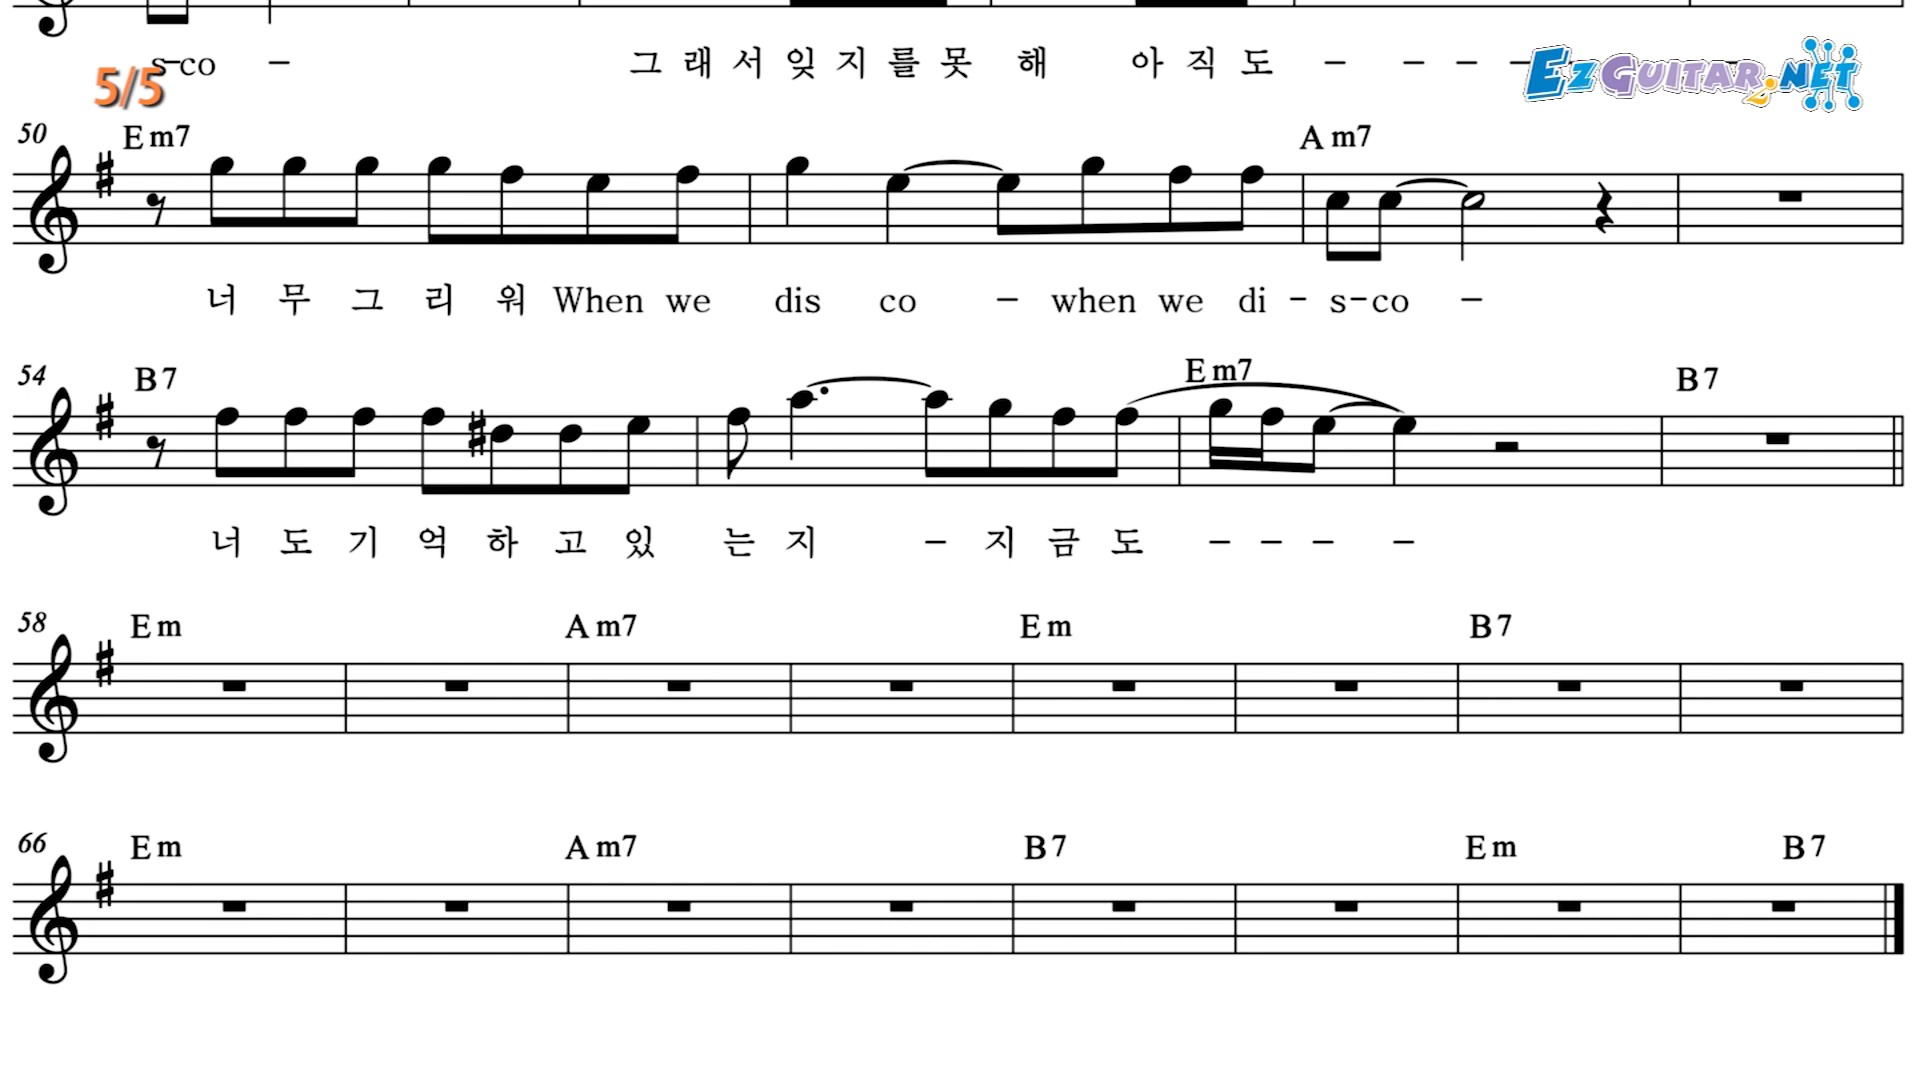 s-co - 그 래 서 잊 지 를 못 해 아 직 도 - - - -
5/5
EzGuitar2.NET
50 Em7 Am7
너 무 그 리 워 When we dis co - when we di - s-co -
54 B7 Em7 B7
너 도 기 억 하 고 있 는 지 - 지 금 도 - - - -
58 Em Am7 Em B7
66 Em Am7 B7 Em B7